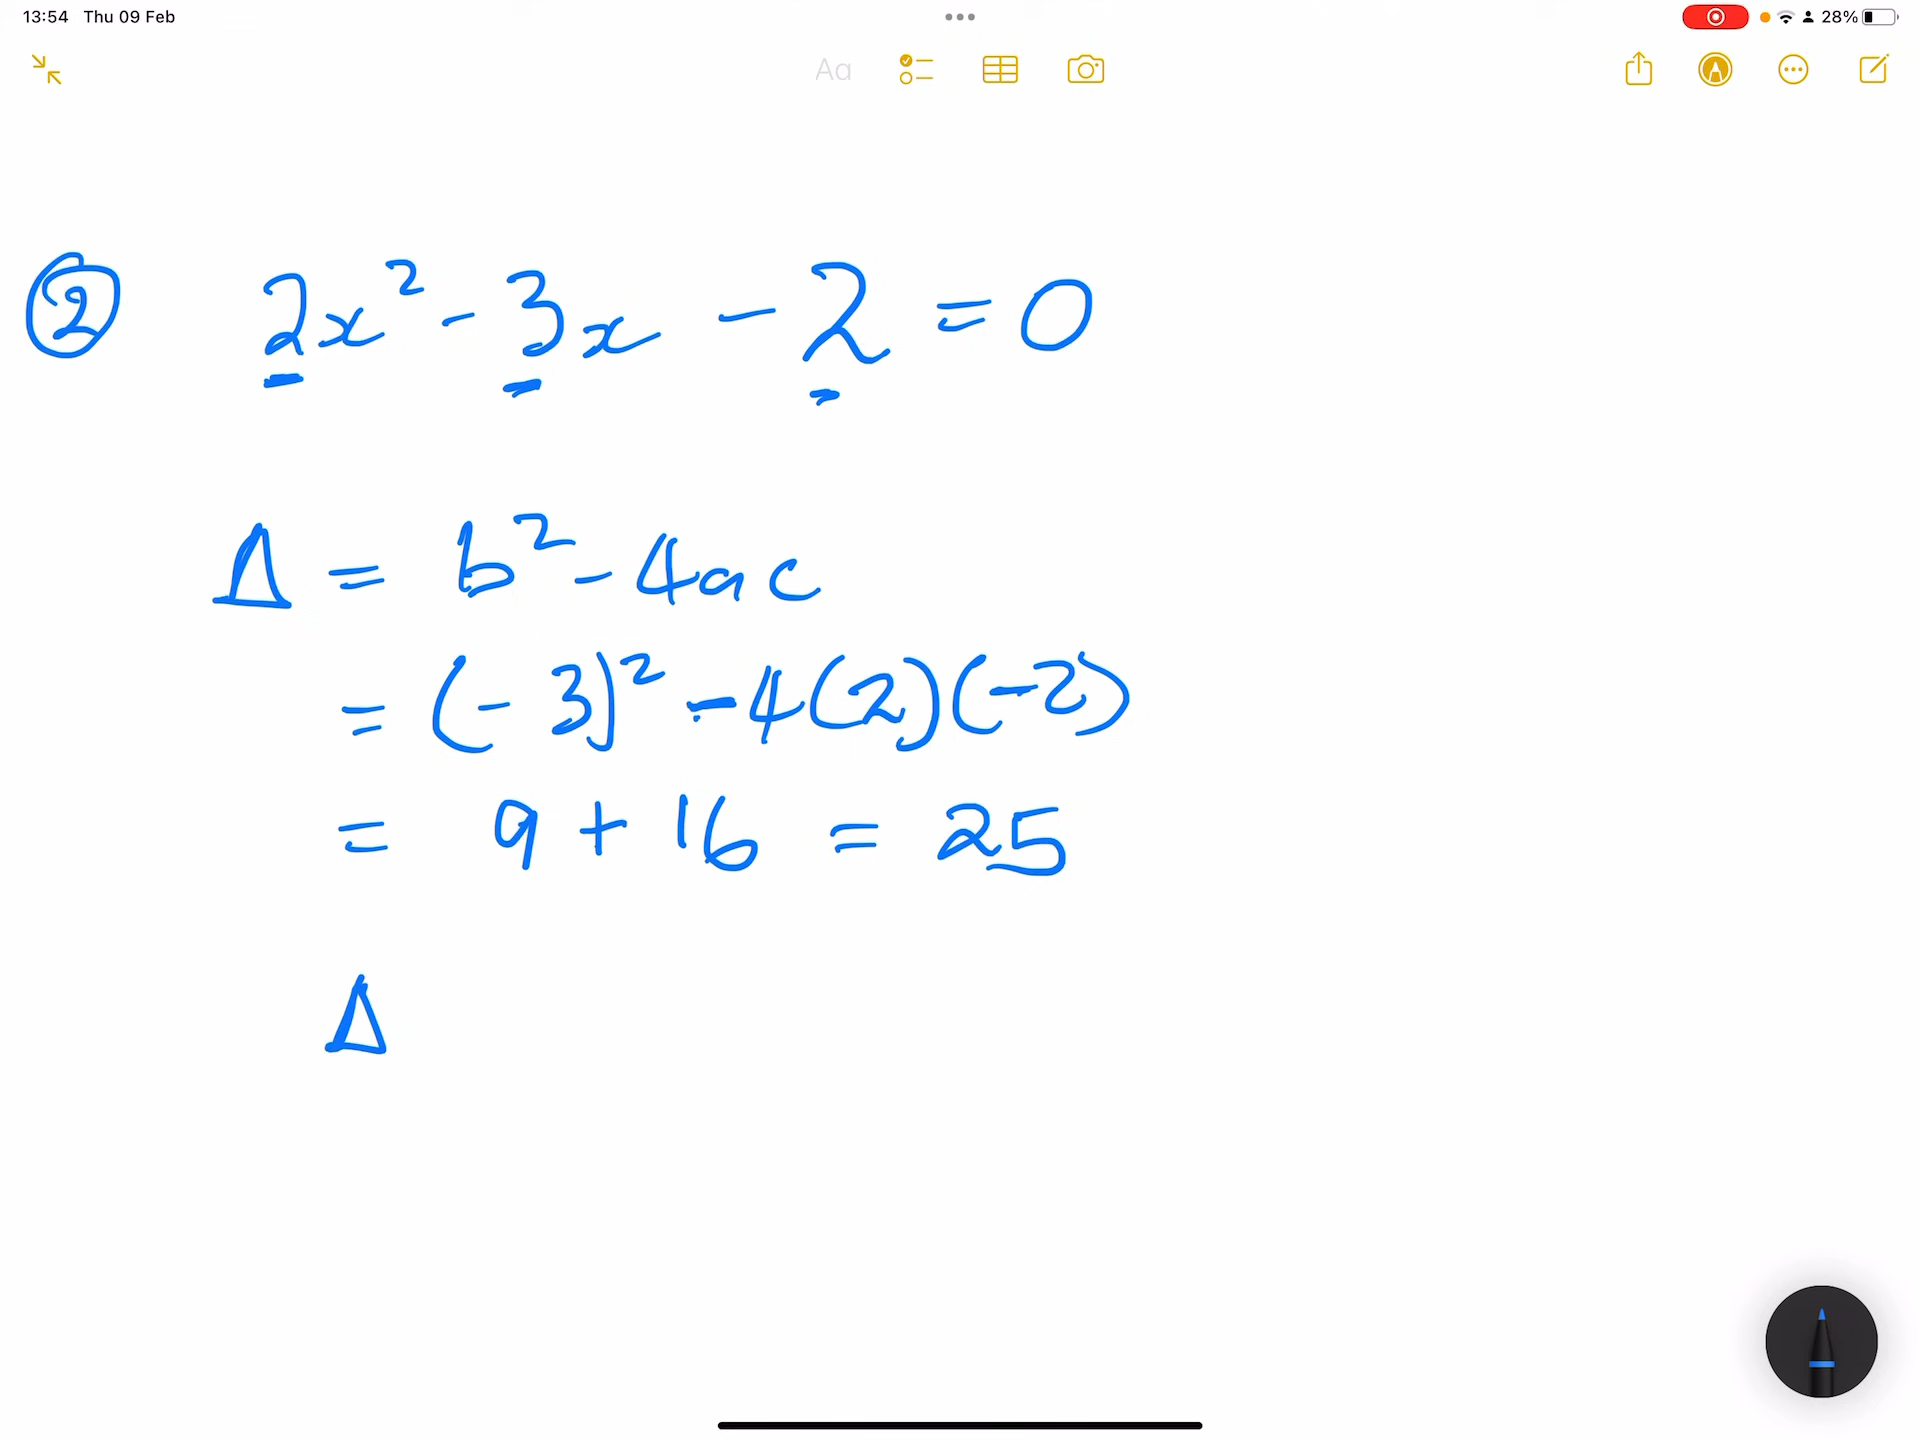 13:54 Thu 09 Feb
28%
Aa
② 2x² - 3x - 2 = 0
Δ = b² - 4ac
= (-3)² - 4(2)(-2)
= 9 + 16 = 25
Δ